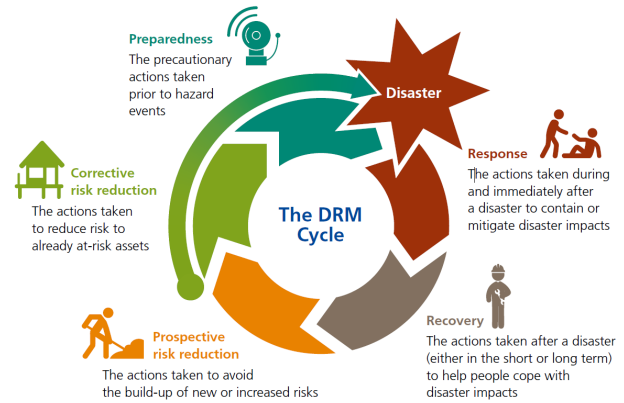 Preparedness
The precautionary
actions taken
prior to hazard
events
Disaster
Response
The actions taken during
and immediately after
a disaster to contain or
mitigate disaster impacts
Corrective
risk reduction
The actions taken
to reduce risk to
already at-risk assets
The DRM
Cycle
Recovery
The actions taken after a disaster
(either in the short or long term)
to help people cope with
disaster impacts
Prospective
risk reduction
The actions taken to avoid
the build-up of new or increased risks